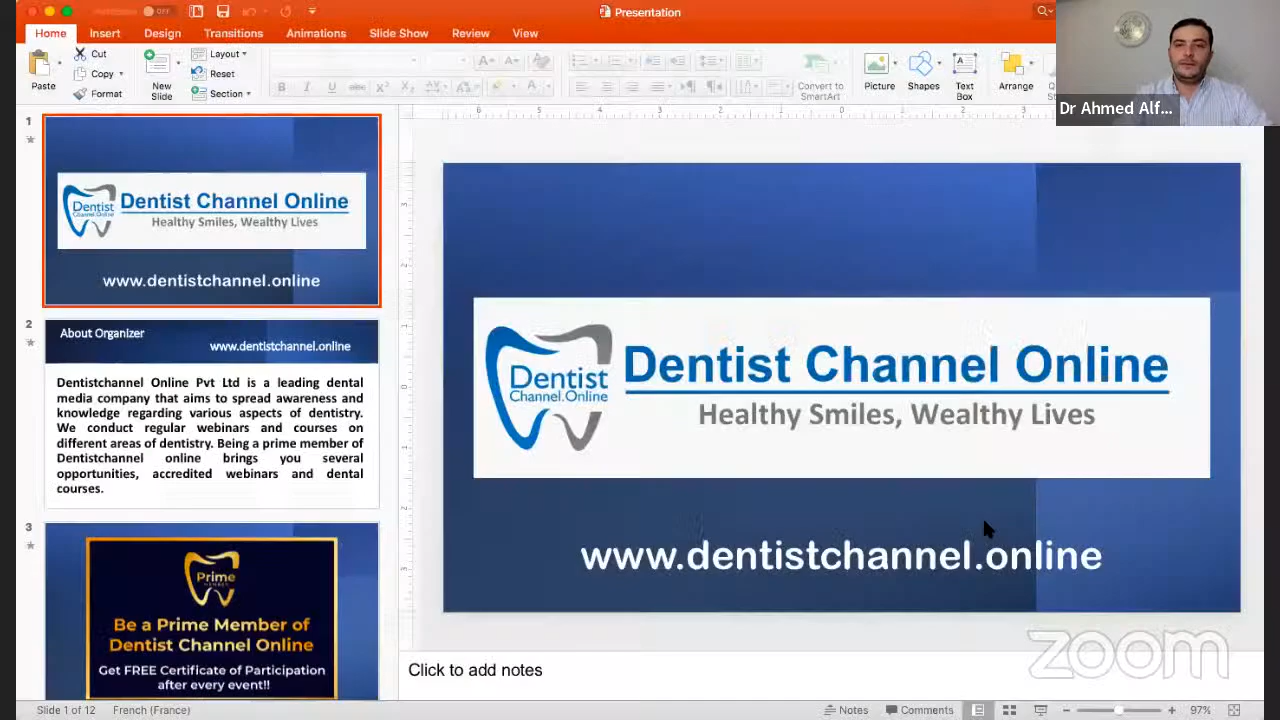 OFF
Presentation
Home Insert Design Transitions Animations Slide Show Review View
Paste
Cut
Copy
Format
New
Slide
Layout
Reset
Section
Convert to
SmartArt
Picture
Shapes
Text
Box
Arrange
Dr Ahmed Alf...
1
Dentist
Channel.Online
Dentist Channel Online
Healthy Smiles, Wealthy Lives
www.dentistchannel.online
2
About Organizer
www.dentistchannel.online
Dentistchannel Online Pvt Ltd is a leading dental
media company that aims to spread awareness and
knowledge regarding various aspects of dentistry.
We conduct regular webinars and courses on
different areas of dentistry. Being a prime member of
Dentistchannel online brings you several
opportunities, accredited webinars and dental
courses.
3
Prime
MEMBER
Be a Prime Member of
Dentist Channel Online
Get FREE Certificate of Participation
after every event!!
Dentist
Channel.Online
Dentist Channel Online
Healthy Smiles, Wealthy Lives
www.dentistchannel.online
zoom
Click to add notes
Slide 1 of 12 French (France) Notes Comments 97%